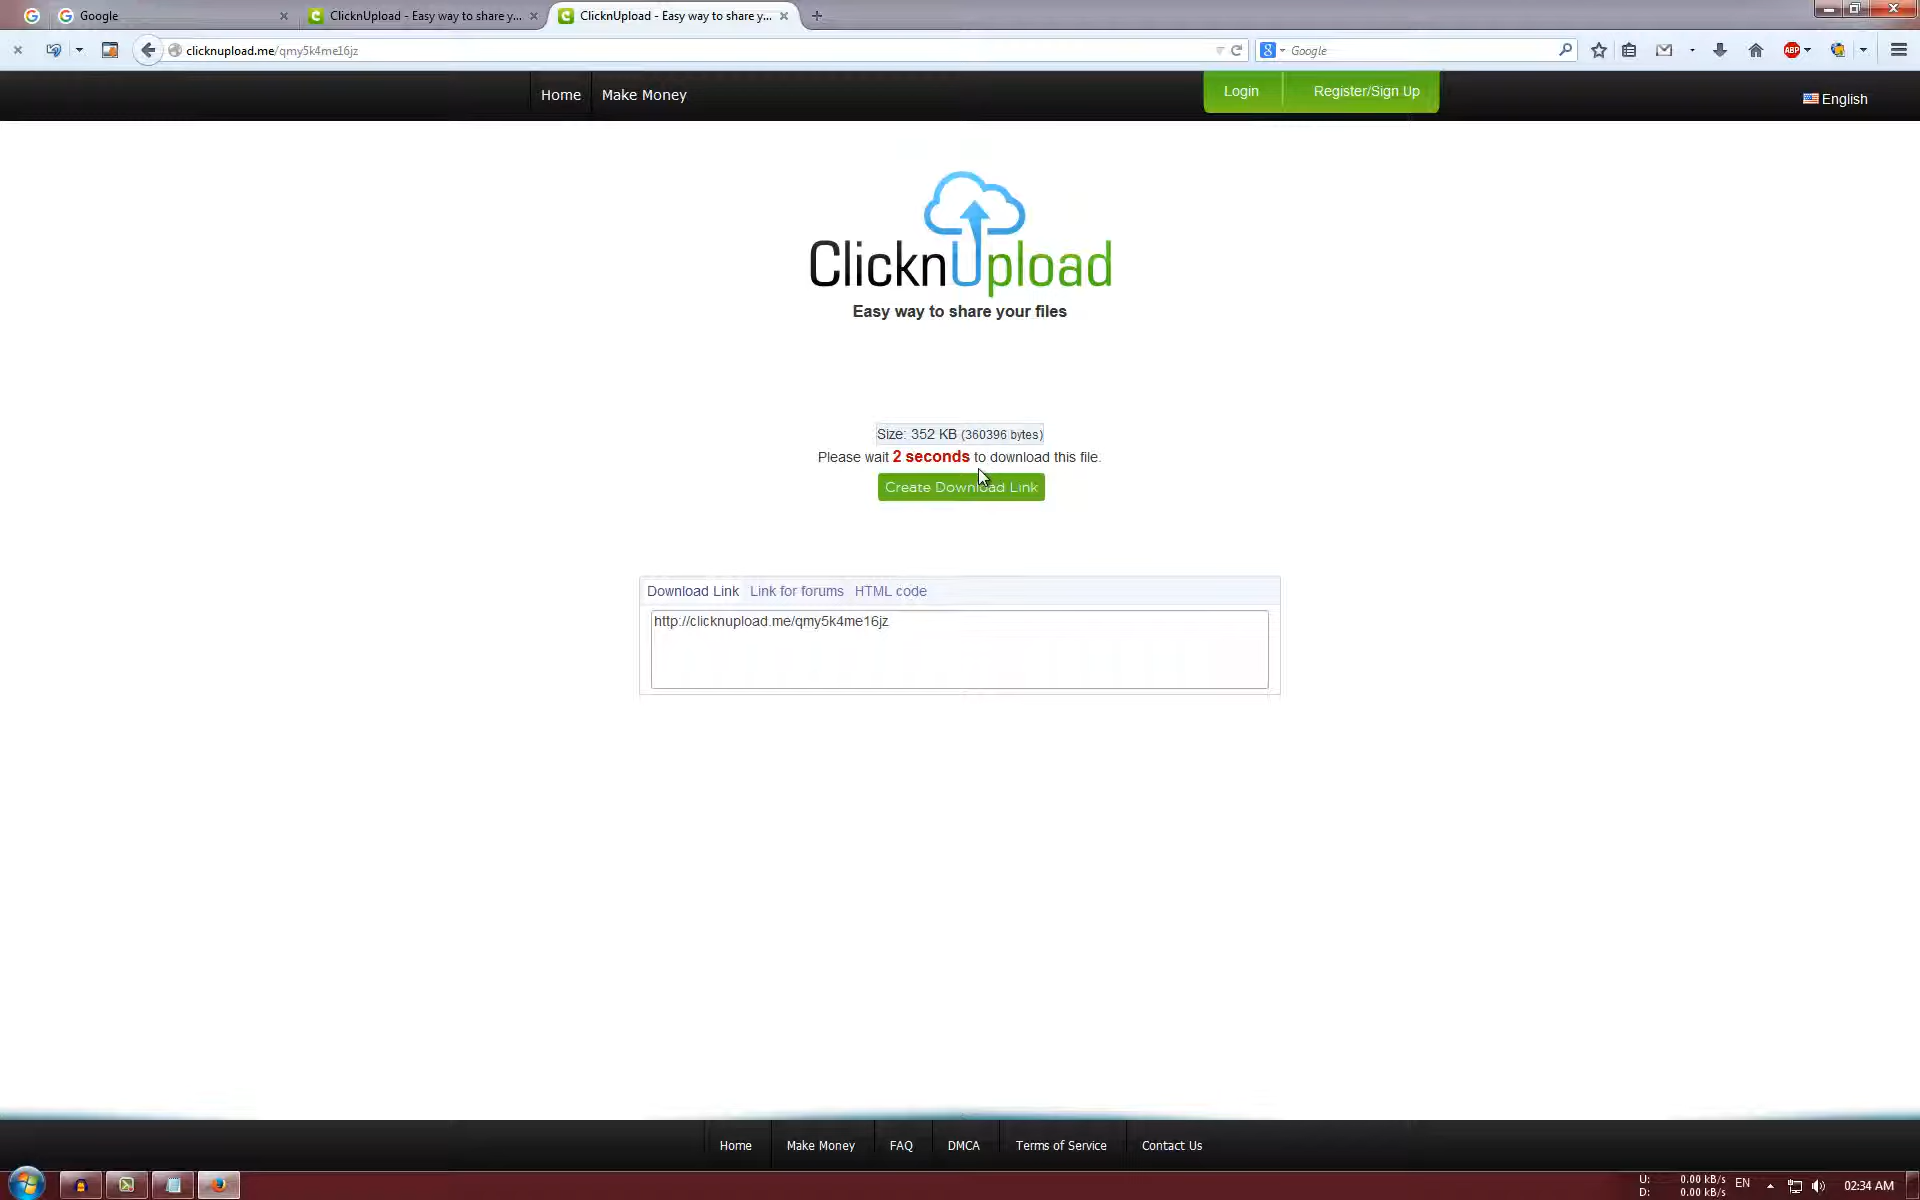 Google
ClicknUpload - Easy way to share y...
ClicknUpload - Easy way to share y...
clicknupload.me/qmy5k4me16jz
Google
ABP
Home
Make Money
Login
Register/Sign Up
English
ClicknUpload
Easy way to share your files
Size: 352 KB (360396 bytes)
Please wait 2 seconds to download this file.
Create Download Link
Download Link Link for forums HTML code
http://clicknupload.me/qmy5k4me16jz
Home
Make Money
FAQ
DMCA
Terms of Service
Contact Us
U: 0.00 kB/s
D: 0.00 kB/s
EN
02:34 AM